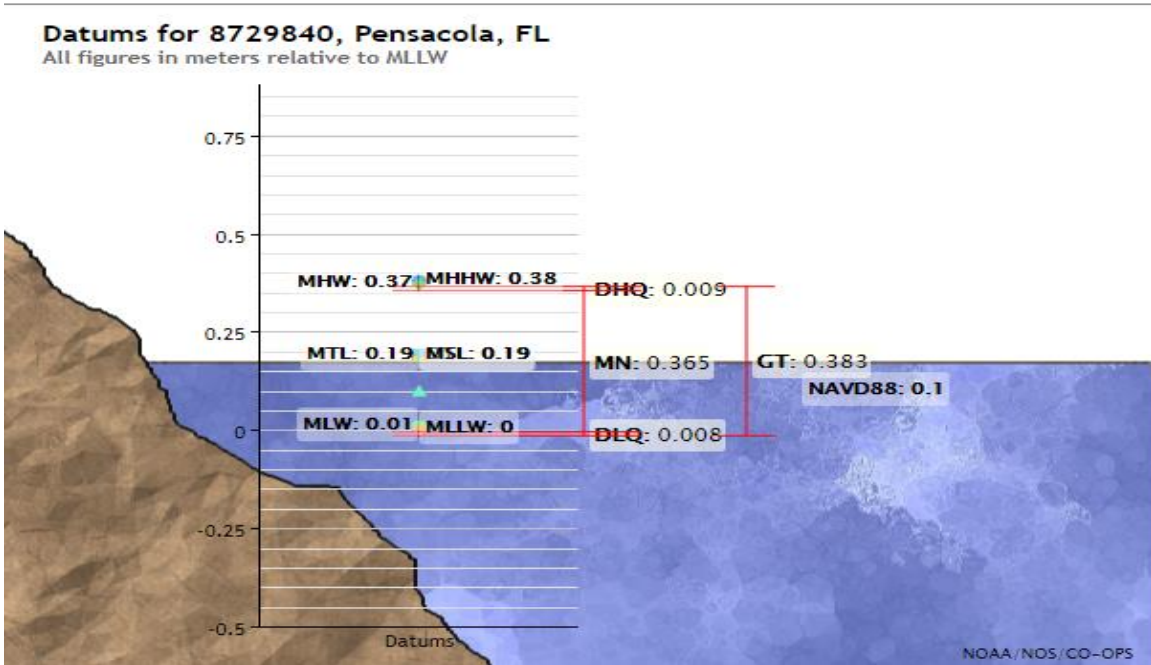 Datums for 8729840, Pensacola, FL
All figures in meters relative to MLLW
0.75
0.5
MHW: 0.37 MHHW: 0.38
DHQ: 0.009
0.25
MTL: 0.19 MSL: 0.19
MN: 0.365 GT: 0.383
NAVD88: 0.1
0 MLW: 0.01 MLLW: 0
DLQ: 0.008
-0.25
-0.5
Datums
NOAA/NOS/CO-OPS